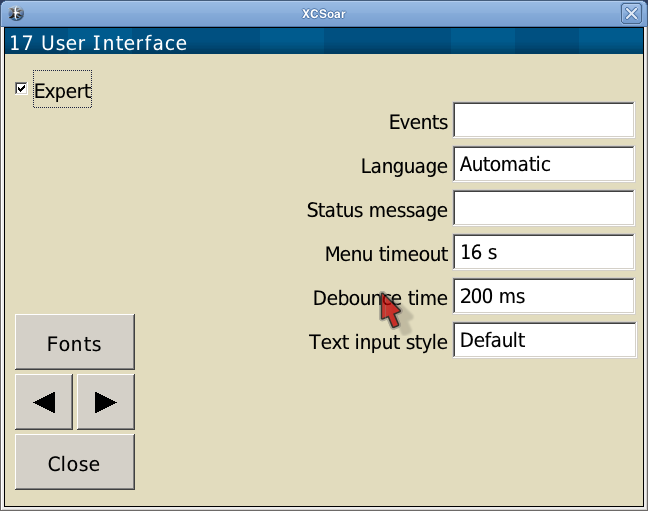 XCSoar
17 User Interface
Expert
Events
Language Automatic
Status message
Menu timeout 16 s
Debounce time 200 ms
Text input style Default
Fonts
Close